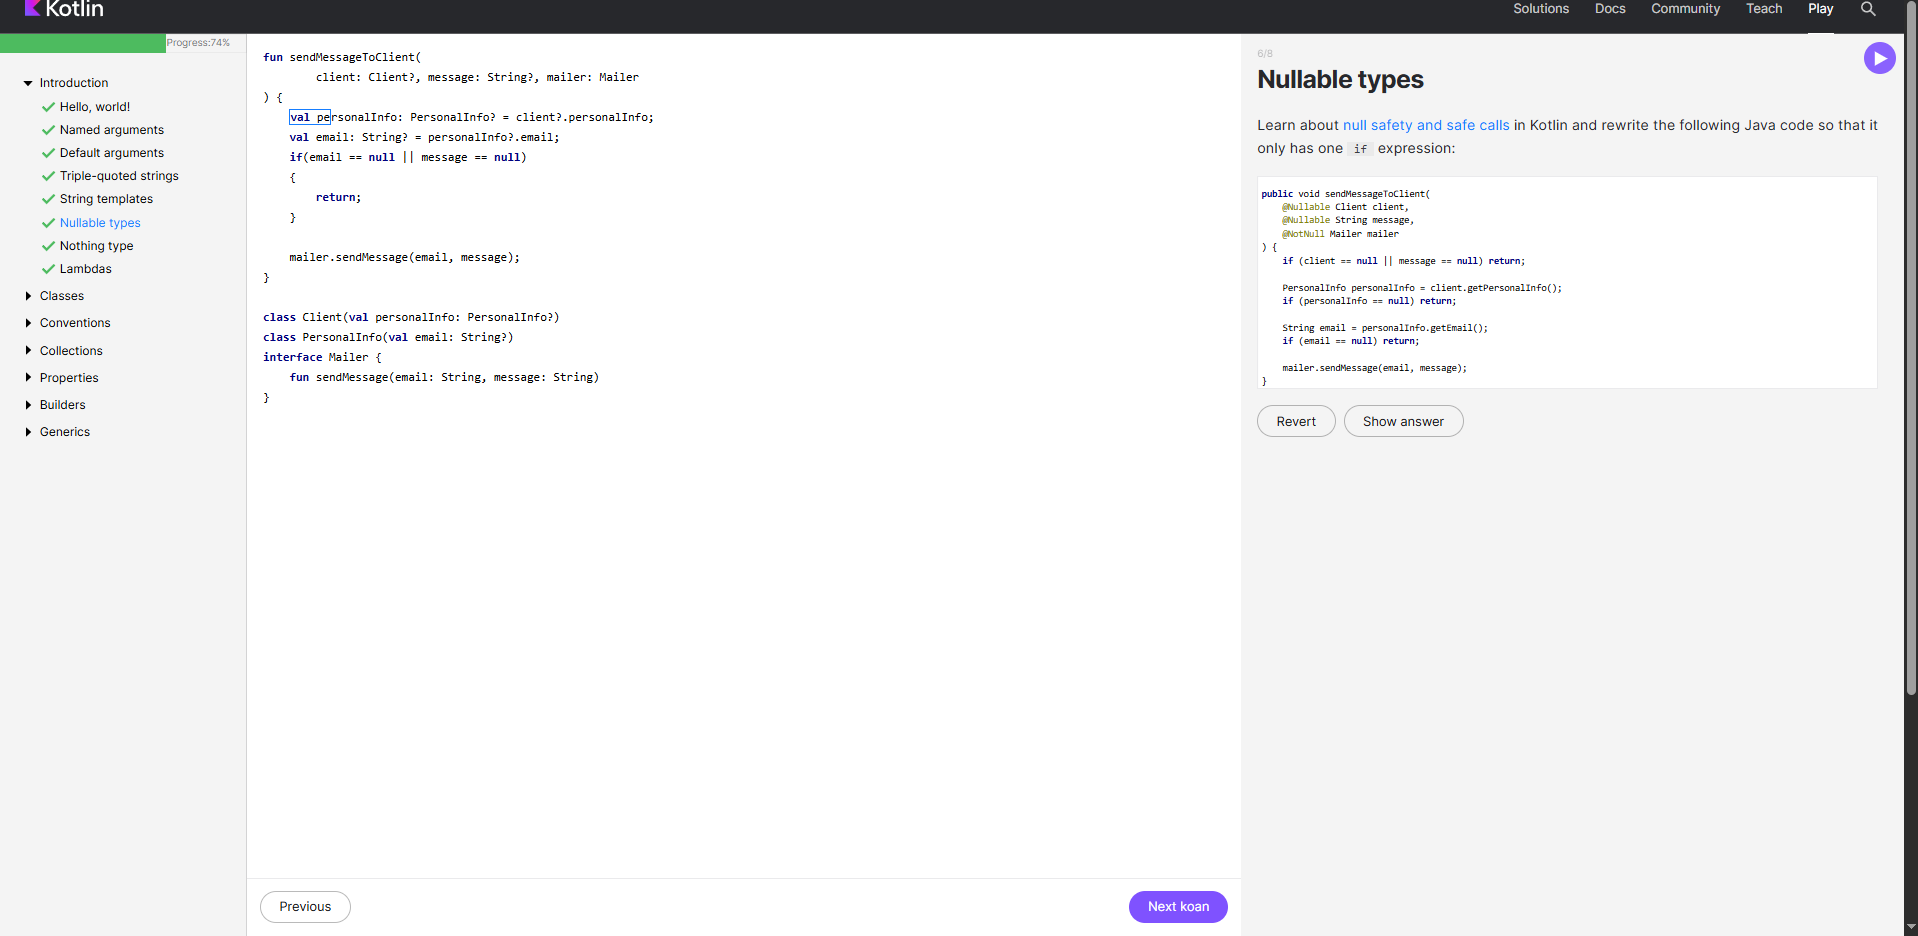 Kotlin
Solutions Docs Community Teach Play
Progress:74%
Introduction
Hello, world!
Named arguments
Default arguments
Triple-quoted strings
String templates
Nullable types
Nothing type
Lambdas
Classes
Conventions
Collections
Properties
Builders
Generics
fun sendMessageToClient(
        client: Client?, message: String?, mailer: Mailer
) {
    val personalInfo: PersonalInfo? = client?.personalInfo;
    val email: String? = personalInfo?.email;
    if(email == null || message == null)
    {
        return;
    }
    mailer.sendMessage(email, message);
}
class Client(val personalInfo: PersonalInfo?)
class PersonalInfo(val email: String?)
interface Mailer {
    fun sendMessage(email: String, message: String)
}
Previous
Next koan
6/8
Nullable types
Learn about null safety and safe calls in Kotlin and rewrite the following Java code so that it
only has one if expression:
public void sendMessageToClient(
    @Nullable Client client,
    @Nullable String message,
    @NotNull Mailer mailer
) {
    if (client == null || message == null) return;
    PersonalInfo personalInfo = client.getPersonalInfo();
    if (personalInfo == null) return;
    String email = personalInfo.getEmail();
    if (email == null) return;
    mailer.sendMessage(email, message);
}
Revert
Show answer